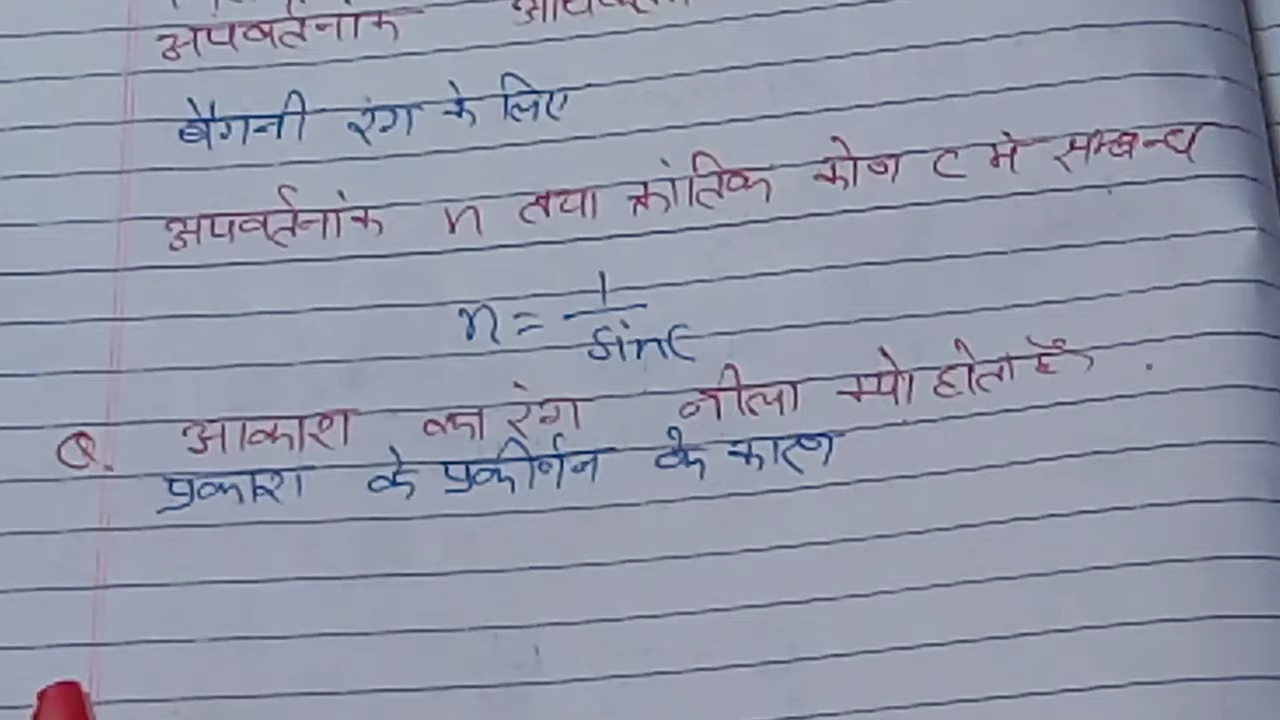 अपवर्तनांक
बैगनी रंग के लिए
अपवर्तनांक n तथा क्रांतिक कोण C मे सम्बन्ध
n = 1/sinc
Q. आकाश का रंग नीला क्यो होता है
प्रकाश के प्रकीर्णन के कारण